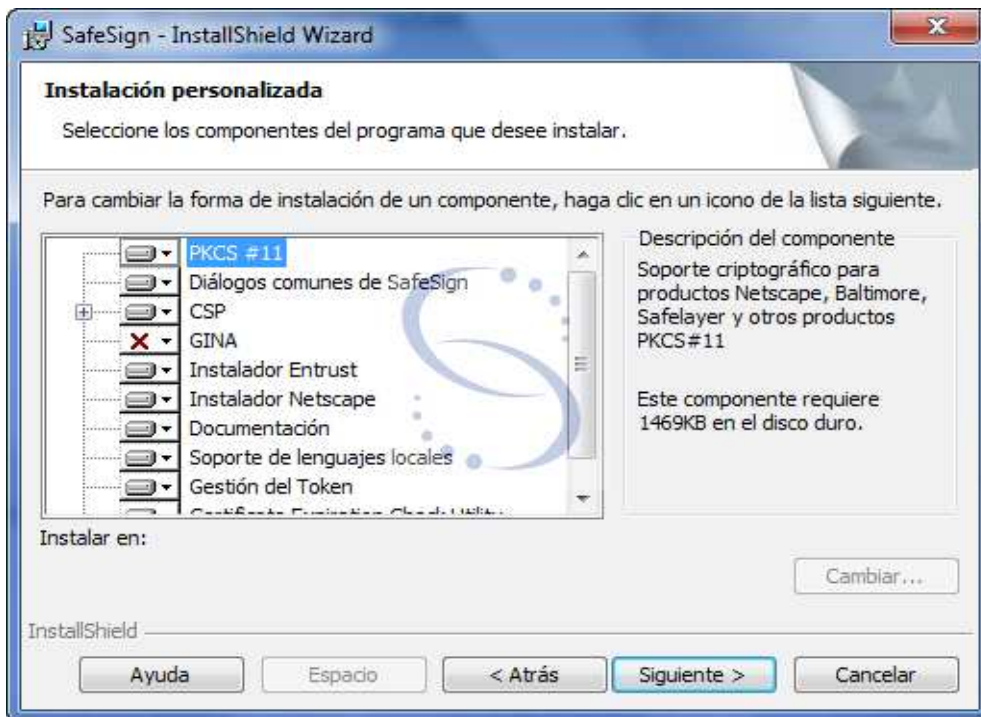 SafeSign - InstallShield Wizard
Instalación personalizada
Seleccione los componentes del programa que desee instalar.
Para cambiar la forma de instalación de un componente, haga clic en un icono de la lista siguiente.
PKCS #11
Diálogos comunes de SafeSign
CSP
GINA
Instalador Entrust
Instalador Netscape
Documentación
Soporte de lenguajes locales
Gestión del Token
Certificate Expiration Check Utility
Descripción del componente
Soporte criptográfico para
productos Netscape, Baltimore,
Safelayer y otros productos
PKCS#11
Este componente requiere
1469KB en el disco duro.
Instalar en:
Cambiar...
InstallShield
Ayuda
Espacio
< Atrás
Siguiente >
Cancelar